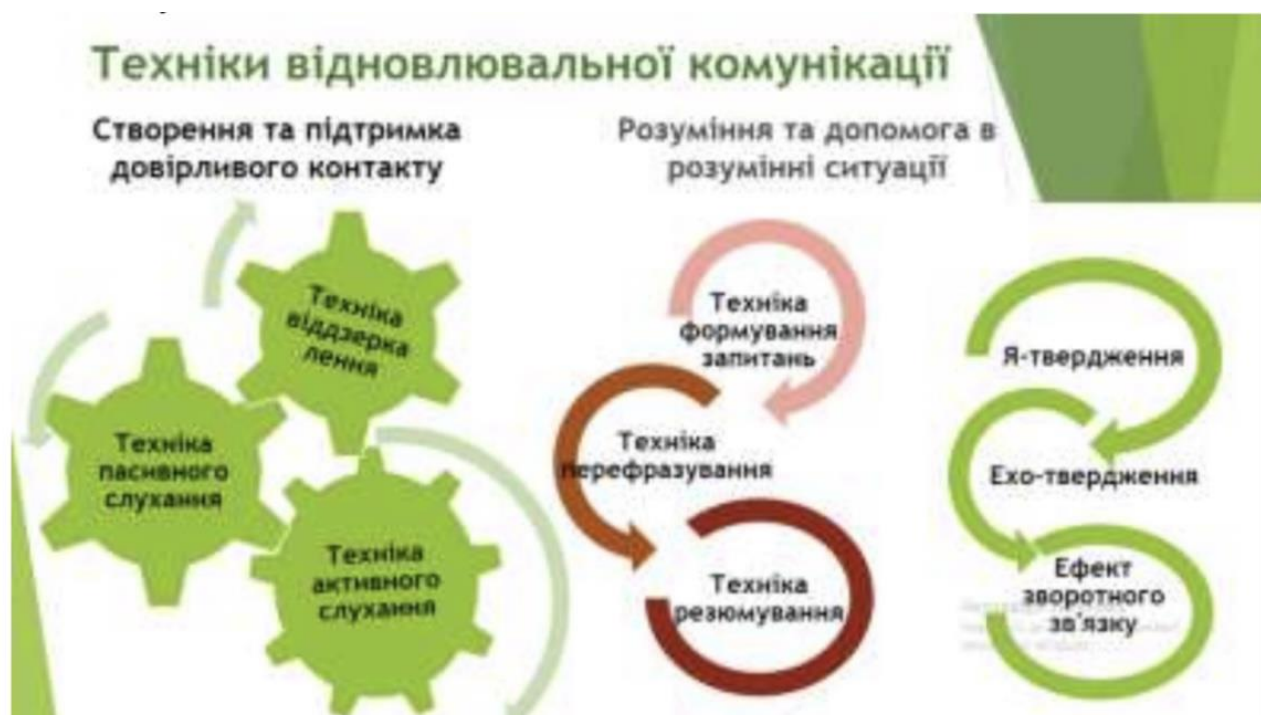 Техніки відновлювальної комунікації
Створення та підтримка
довірливого контакту
Розуміння та допомога в
розумінні ситуації
Техніка
віддзерка
лення
Техніка
пасивного
слухання
Техніка
активного
слухання
Техніка
формування
запитань
Техніка
перефразування
Техніка
резюмування
Я-твердження
Ехо-твердження
Ефект
зворотного
зв'язку